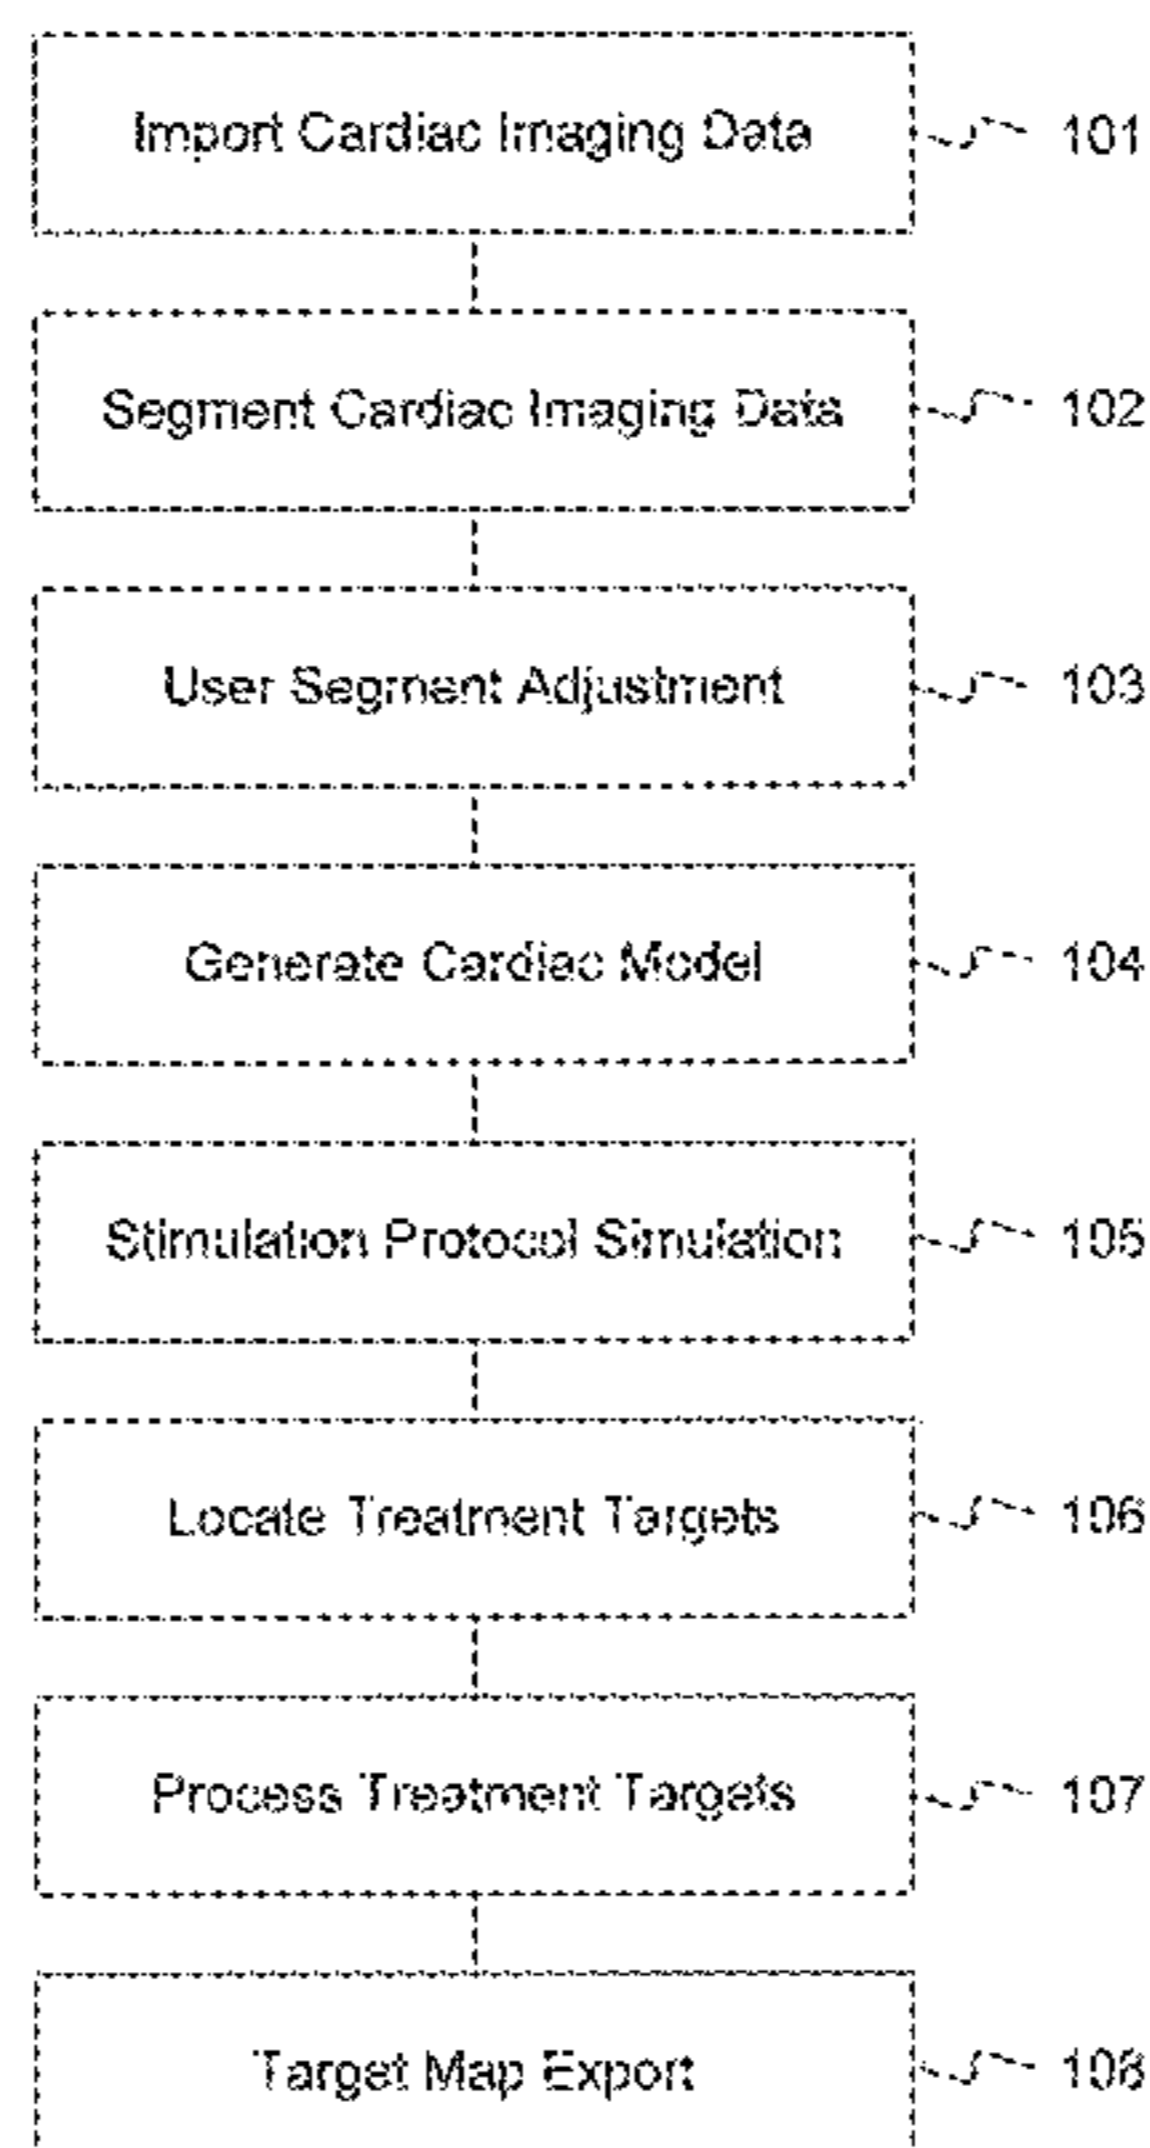 Import Cardiac Imaging Data 101
Segment Cardiac Imaging Data 102
User Segment Adjustment 103
Generate Cardiac Model 104
Stimulation Protocol Simulation 105
Locate Treatment Targets 106
Process Treatment Targets 107
Target Map Export 108